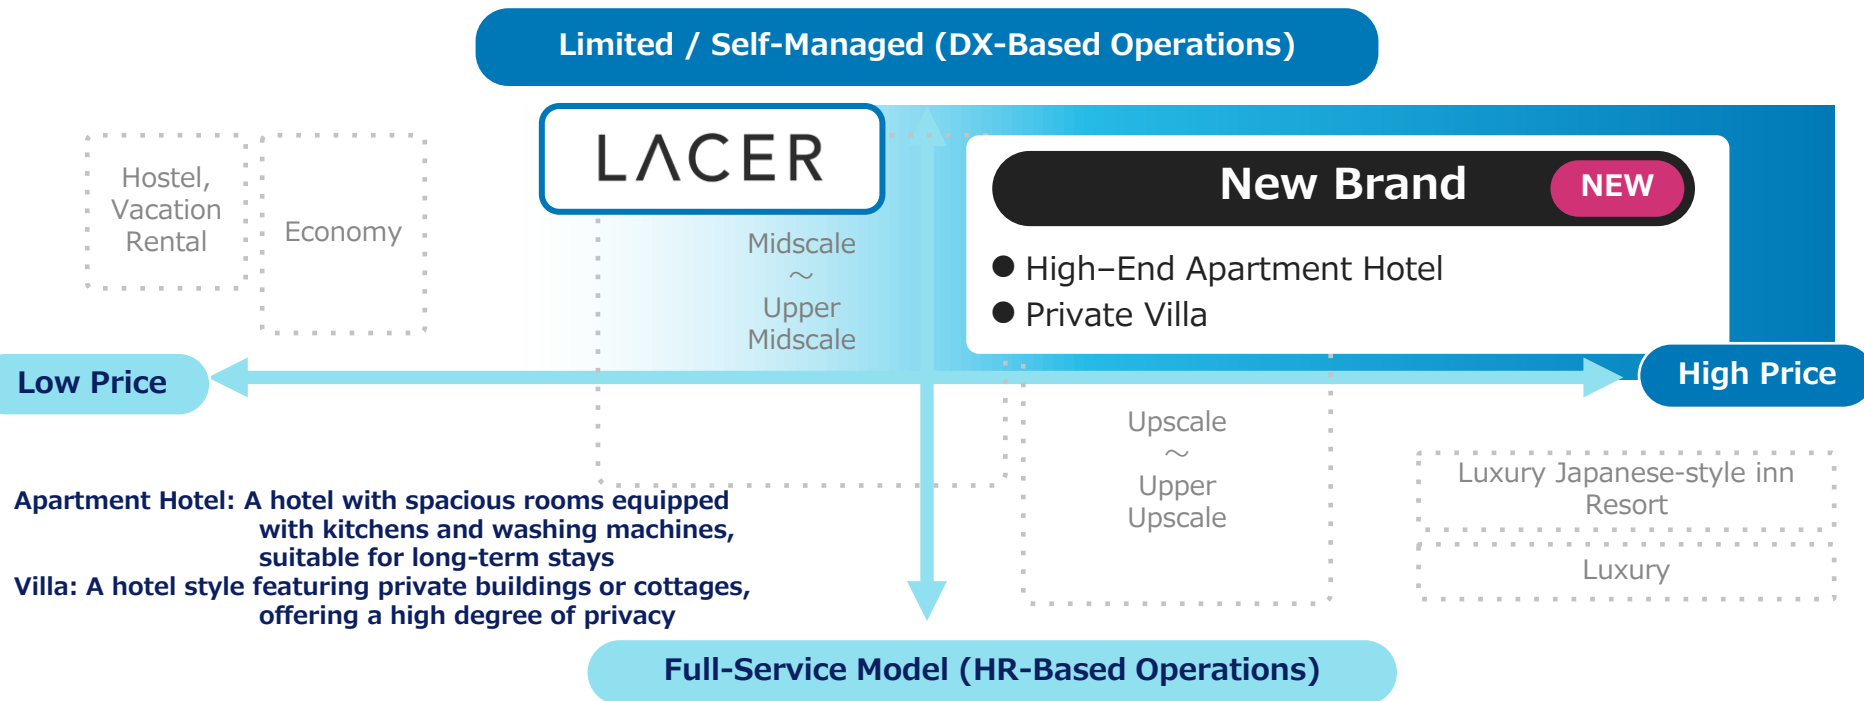 Limited / Self-Managed (DX-Based Operations)
LACER
New Brand
NEW
Hostel,
Vacation
Rental
Economy
Midscale
～
Upper
Midscale
● High–End Apartment Hotel
● Private Villa
Low Price
High Price
Upscale
～
Upper
Upscale
Luxury Japanese-style inn
Resort
Luxury
Apartment Hotel: A hotel with spacious rooms equipped
with kitchens and washing machines,
suitable for long-term stays
Villa: A hotel style featuring private buildings or cottages,
offering a high degree of privacy
Full-Service Model (HR-Based Operations)